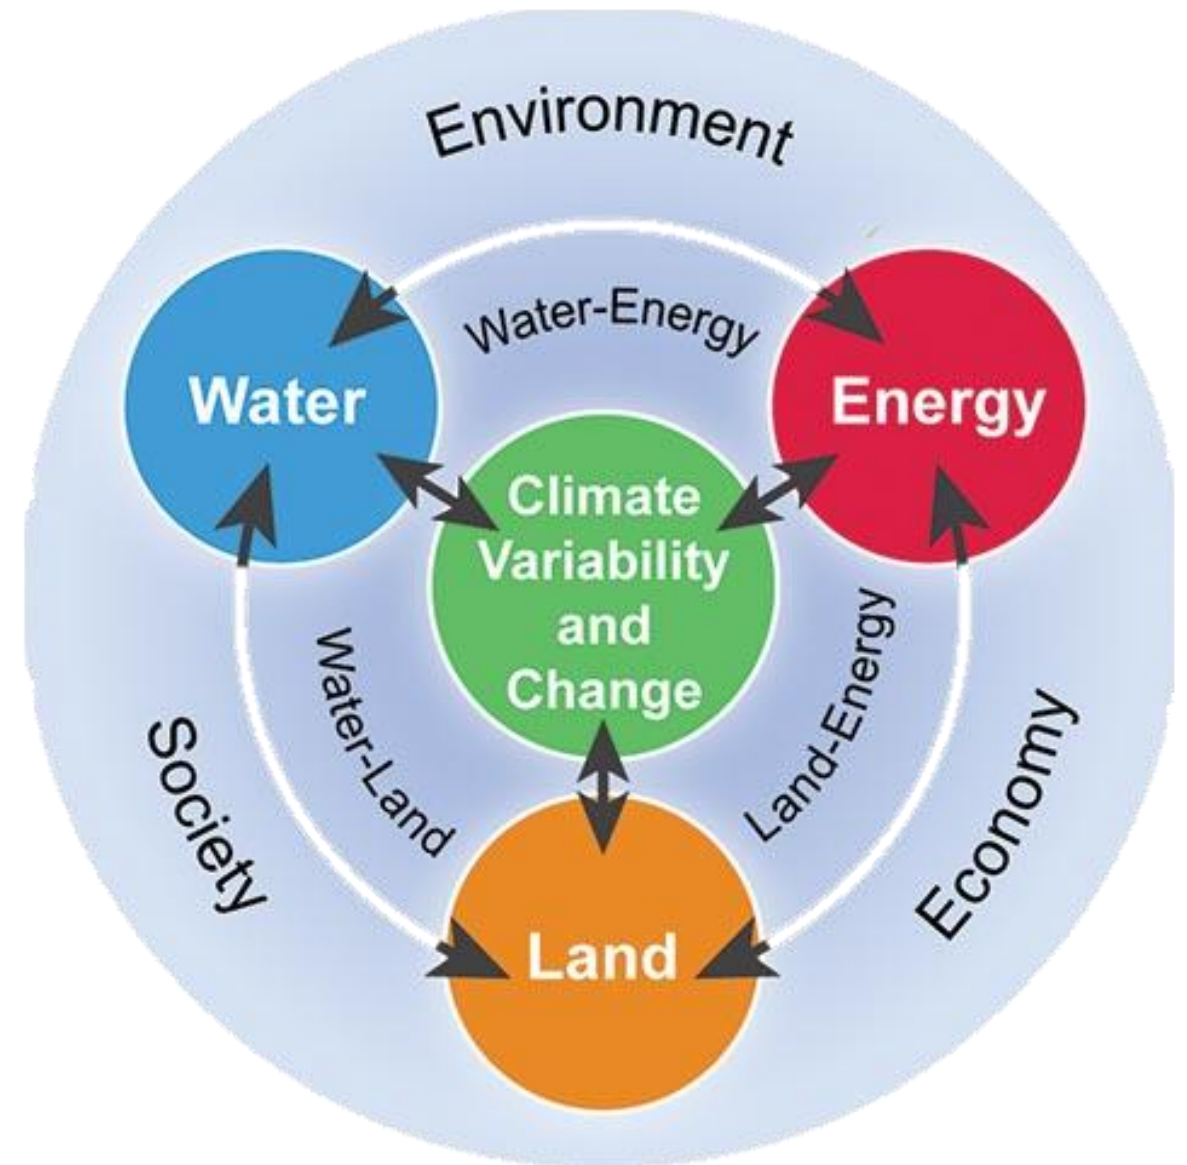 Environment
Water-Energy
Water
Energy
Climate
Variability
and
Change
Water-Land
Land-Energy
Society
Economy
Land